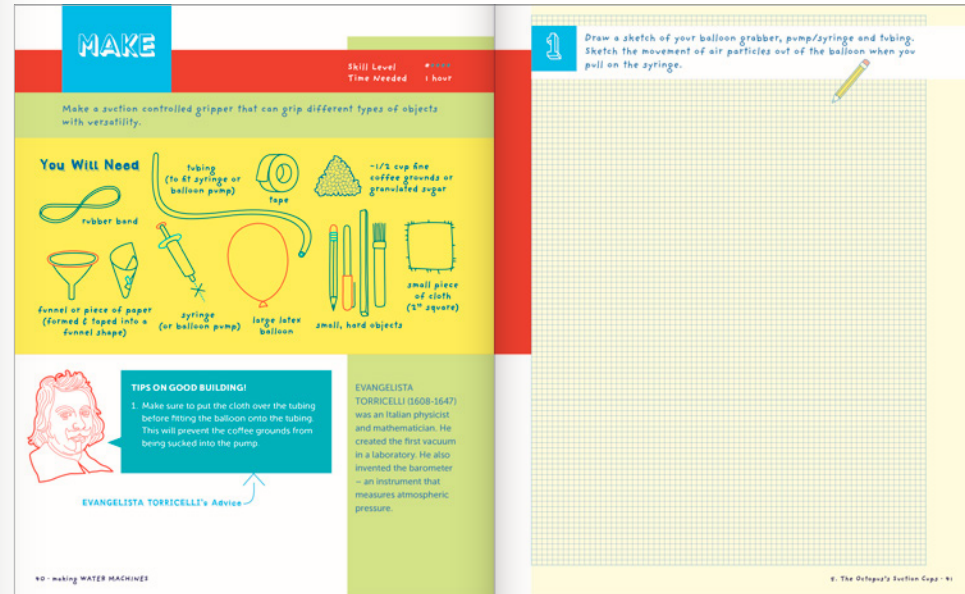 MAKE
Skill Level
Time Needed 1 hour
Make a suction controlled gripper that can grip different types of objects
with versatility.
You Will Need
rubber band
tubing
(to fit syringe or
balloon pump)
tape
~1/2 cup fine
coffee grounds or
granulated sugar
funnel or piece of paper
(formed & taped into a
funnel shape)
syringe
(or balloon pump)
large latex
balloon
small, hard objects
small piece
of cloth
(2" square)
TIPS ON GOOD BUILDING!
1. Make sure to put the cloth over the tubing
before fitting the balloon onto the tubing.
This will prevent the coffee grounds from
being sucked into the pump.
EVANGELISTA TORRICELLI's Advice
EVANGELISTA
TORRICELLI (1608-1647)
was an Italian physicist
and mathematician. He
created the first vacuum
in a laboratory. He also
invented the barometer
– an instrument that
measures atmospheric
pressure.
40 - making WATER MACHINES
1
Draw a sketch of your balloon grabber, pump/syringe and tubing.
Sketch the movement of air particles out of the balloon when you
pull on the syringe.
5. The Octopus's Suction Cups - 41